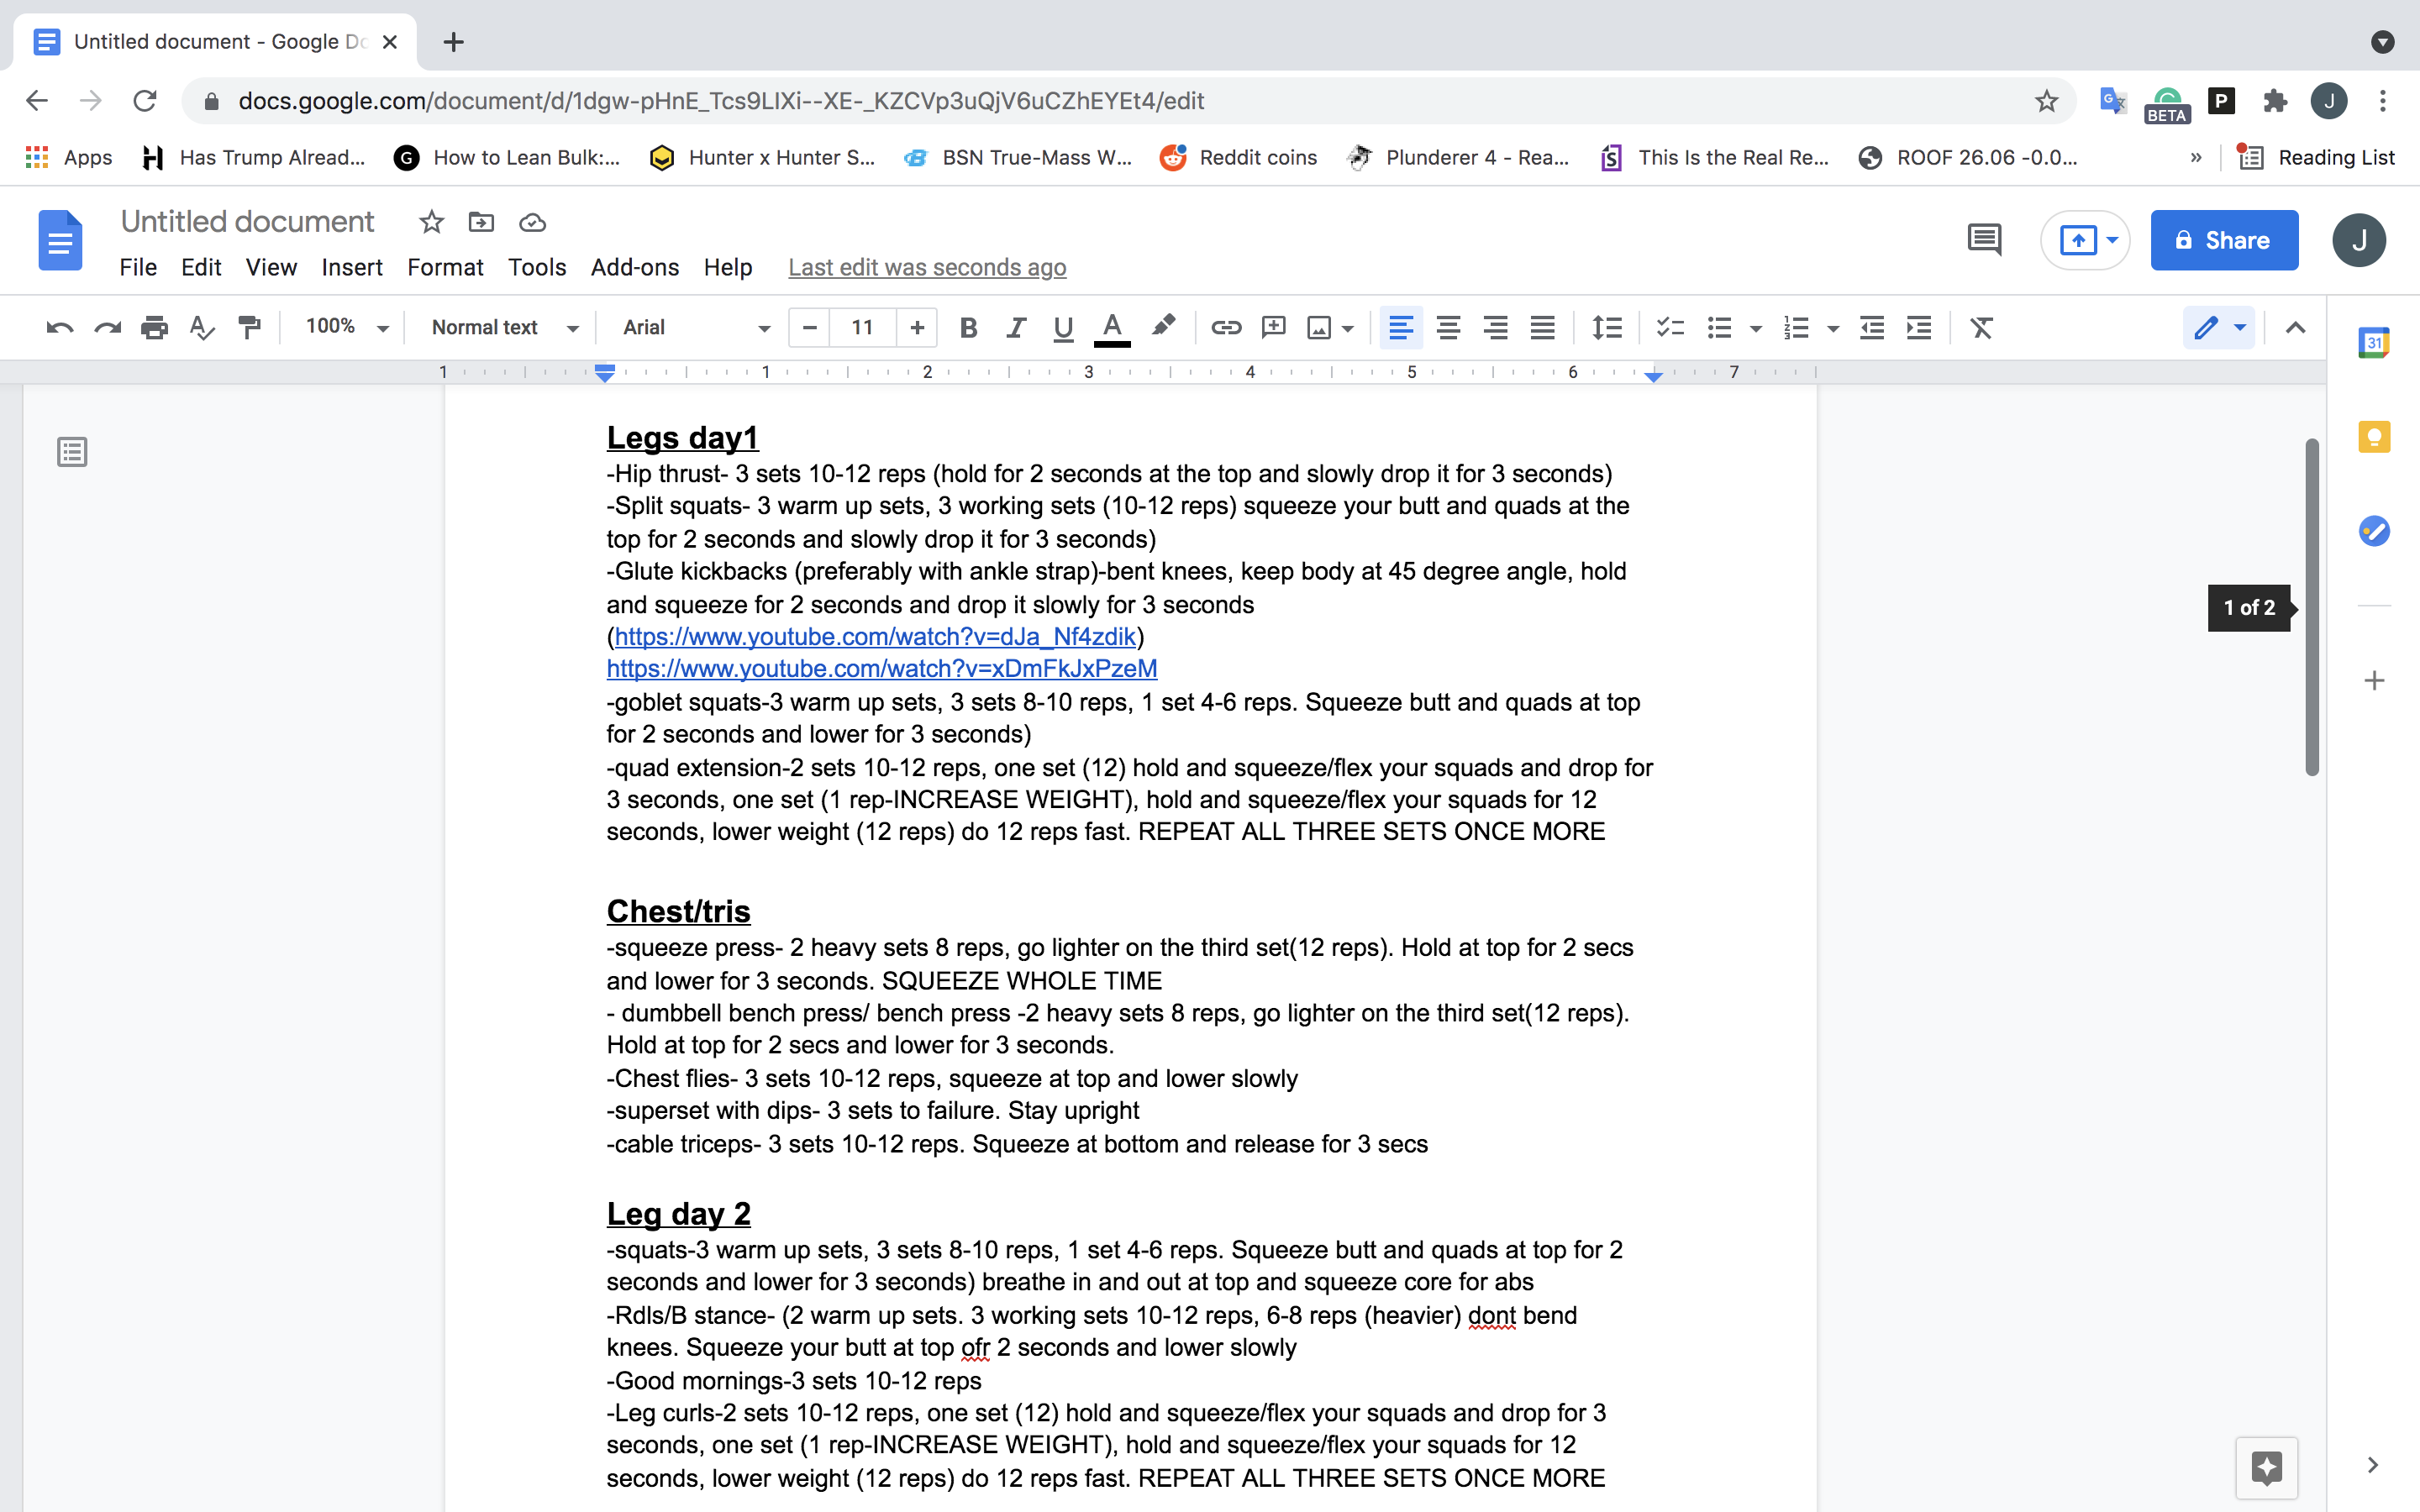 Untitled document - Google Do
docs.google.com/document/d/1dgw-pHnE_Tcs9LIXi--XE-_KZCVp3uQjV6uCZhEYEt4/edit
BETA
P
J
Apps
Has Trump Alread...
G
How to Lean Bulk:...
Hunter x Hunter S...
BSN True-Mass W...
Reddit coins
Plunderer 4 - Rea...
This Is the Real Re...
ROOF 26.06 -0.0...
»
Reading List
Untitled document
File Edit View Insert Format Tools Add-ons Help Last edit was seconds ago
Share
J
100% Normal text Arial 11 B I U A
31
1 1 2 3 4 5 6 7
Legs day1
-Hip thrust- 3 sets 10-12 reps (hold for 2 seconds at the top and slowly drop it for 3 seconds)
-Split squats- 3 warm up sets, 3 working sets (10-12 reps) squeeze your butt and quads at the
top for 2 seconds and slowly drop it for 3 seconds)
-Glute kickbacks (preferably with ankle strap)-bent knees, keep body at 45 degree angle, hold
and squeeze for 2 seconds and drop it slowly for 3 seconds
1 of 2
(https://www.youtube.com/watch?v=dJa_Nf4zdik)
https://www.youtube.com/watch?v=xDmFkJxPzeM
-goblet squats-3 warm up sets, 3 sets 8-10 reps, 1 set 4-6 reps. Squeeze butt and quads at top
for 2 seconds and lower for 3 seconds)
-quad extension-2 sets 10-12 reps, one set (12) hold and squeeze/flex your squads and drop for
3 seconds, one set (1 rep-INCREASE WEIGHT), hold and squeeze/flex your squads for 12
seconds, lower weight (12 reps) do 12 reps fast. REPEAT ALL THREE SETS ONCE MORE
Chest/tris
-squeeze press- 2 heavy sets 8 reps, go lighter on the third set(12 reps). Hold at top for 2 secs
and lower for 3 seconds. SQUEEZE WHOLE TIME
- dumbbell bench press/ bench press -2 heavy sets 8 reps, go lighter on the third set(12 reps).
Hold at top for 2 secs and lower for 3 seconds.
-Chest flies- 3 sets 10-12 reps, squeeze at top and lower slowly
-superset with dips- 3 sets to failure. Stay upright
-cable triceps- 3 sets 10-12 reps. Squeeze at bottom and release for 3 secs
Leg day 2
-squats-3 warm up sets, 3 sets 8-10 reps, 1 set 4-6 reps. Squeeze butt and quads at top for 2
seconds and lower for 3 seconds) breathe in and out at top and squeeze core for abs
-Rdls/B stance- (2 warm up sets. 3 working sets 10-12 reps, 6-8 reps (heavier) dont bend
knees. Squeeze your butt at top ofr 2 seconds and lower slowly
-Good mornings-3 sets 10-12 reps
-Leg curls-2 sets 10-12 reps, one set (12) hold and squeeze/flex your squads and drop for 3
seconds, one set (1 rep-INCREASE WEIGHT), hold and squeeze/flex your squads for 12
seconds, lower weight (12 reps) do 12 reps fast. REPEAT ALL THREE SETS ONCE MORE